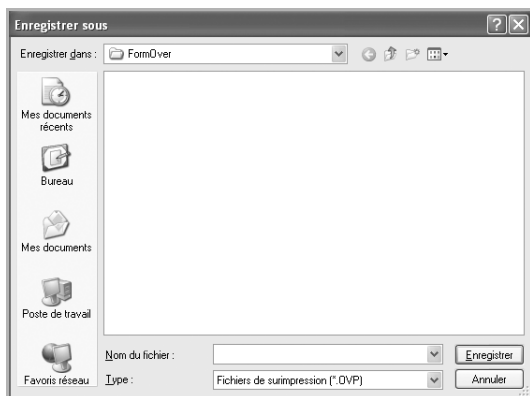 Enregistrer sous
Enregistrer dans :
FormOver
Mes documents
récents
Bureau
Mes documents
Poste de travail
Favoris réseau
Nom du fichier :
Enregistrer
Type :
Fichiers de surimpression (*.OVP)
Annuler